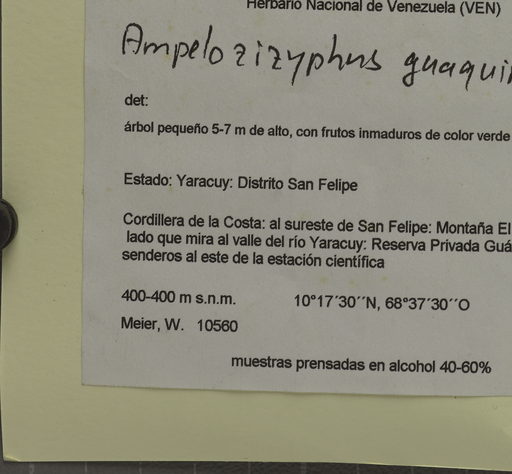 Herbario Nacional de Venezuela (VEN)
Ampelozizyphus guaqui
det:
árbol pequeño 5-7 m de alto, con frutos inmaduros de color verde
Estado: Yaracuy: Distrito San Felipe
Cordillera de la Costa: al sureste de San Felipe: Montaña El
lado que mira al valle del río Yaracuy: Reserva Privada Guá
senderos al este de la estación científica
400-400 m s.n.m. 10°17´30´´N, 68°37´30´´O
Meier, W. 10560
muestras prensadas en alcohol 40-60%